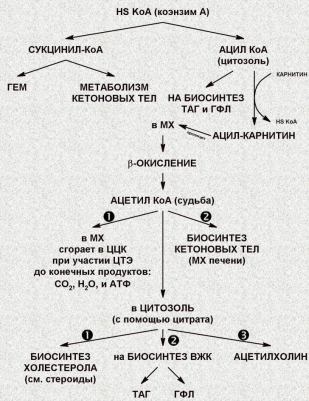 HS KoA (коэнзим А)
СУКЦИНИЛ-КоА
АЦИЛ КоА
(цитозоль)
КАРНИТИН
ГЕМ
МЕТАБОЛИЗМ
КЕТОНОВЫХ ТЕЛ
НА БИОСИНТЕЗ
ТАГ и ГФЛ
HS KoA
в МХ
АЦИЛ-КАРНИТИН
β-ОКИСЛЕНИЕ
АЦЕТИЛ КоА (судьба)
1
2
в МХ
сгорает в ЦЦК
при участии ЦТЭ
до конечных продуктов:
CO₂, H₂O, и АТФ
БИОСИНТЕЗ
КЕТОНОВЫХ ТЕЛ
(МХ печени)
в ЦИТОЗОЛЬ
(с помощью цитрата)
1
2
3
БИОСИНТЕЗ
ХОЛЕСТЕРОЛА
(см. стероиды)
на БИОСИНТЕЗ ВЖК
АЦЕТИЛХОЛИН
ТАГ
ГФЛ